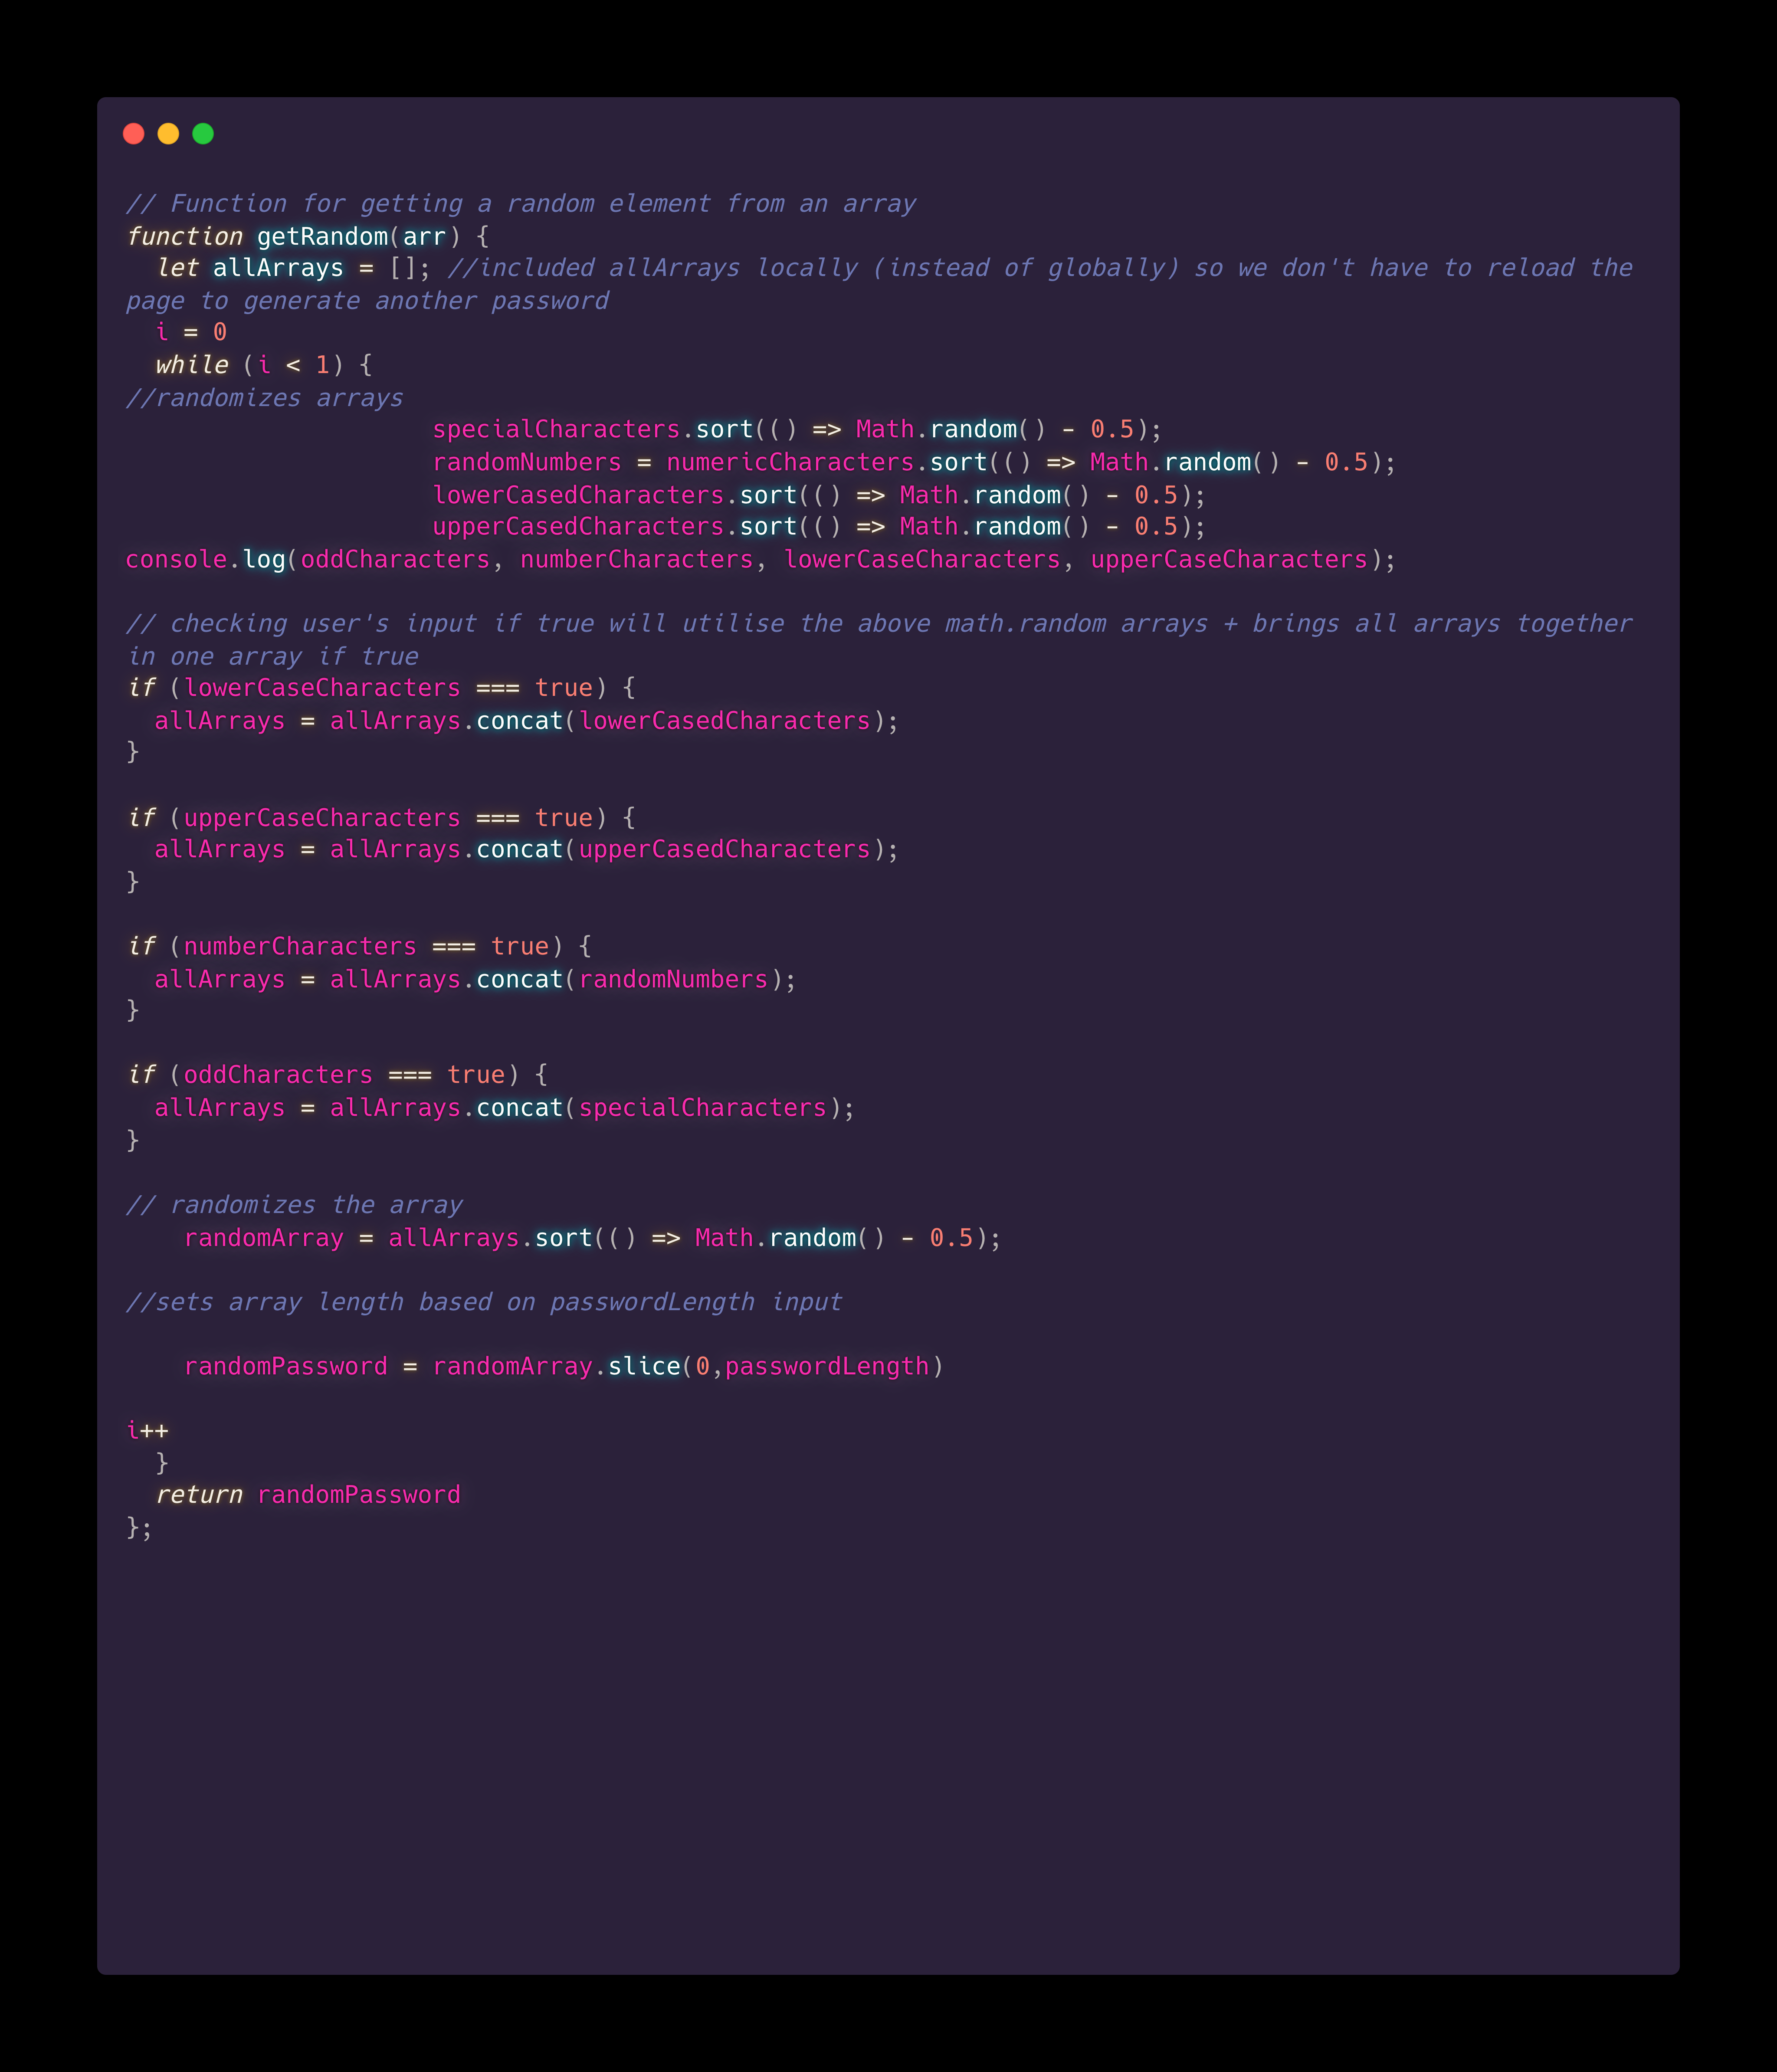 // Function for getting a random element from an array
function getRandom(arr) {
  let allArrays = []; //included allArrays locally (instead of globally) so we don't have to reload the
page to generate another password
  i = 0
  while (i < 1) {
//randomizes arrays
                     specialCharacters.sort(() => Math.random() - 0.5);
                     randomNumbers = numericCharacters.sort(() => Math.random() - 0.5);
                     lowerCasedCharacters.sort(() => Math.random() - 0.5);
                     upperCasedCharacters.sort(() => Math.random() - 0.5);
console.log(oddCharacters, numberCharacters, lowerCaseCharacters, upperCaseCharacters);

// checking user's input if true will utilise the above math.random arrays + brings all arrays together
in one array if true
if (lowerCaseCharacters === true) {
  allArrays = allArrays.concat(lowerCasedCharacters);
}

if (upperCaseCharacters === true) {
  allArrays = allArrays.concat(upperCasedCharacters);
}

if (numberCharacters === true) {
  allArrays = allArrays.concat(randomNumbers);
}

if (oddCharacters === true) {
  allArrays = allArrays.concat(specialCharacters);
}

// randomizes the array
    randomArray = allArrays.sort(() => Math.random() - 0.5);

//sets array length based on passwordLength input

    randomPassword = randomArray.slice(0,passwordLength)

i++
  }
  return randomPassword
};